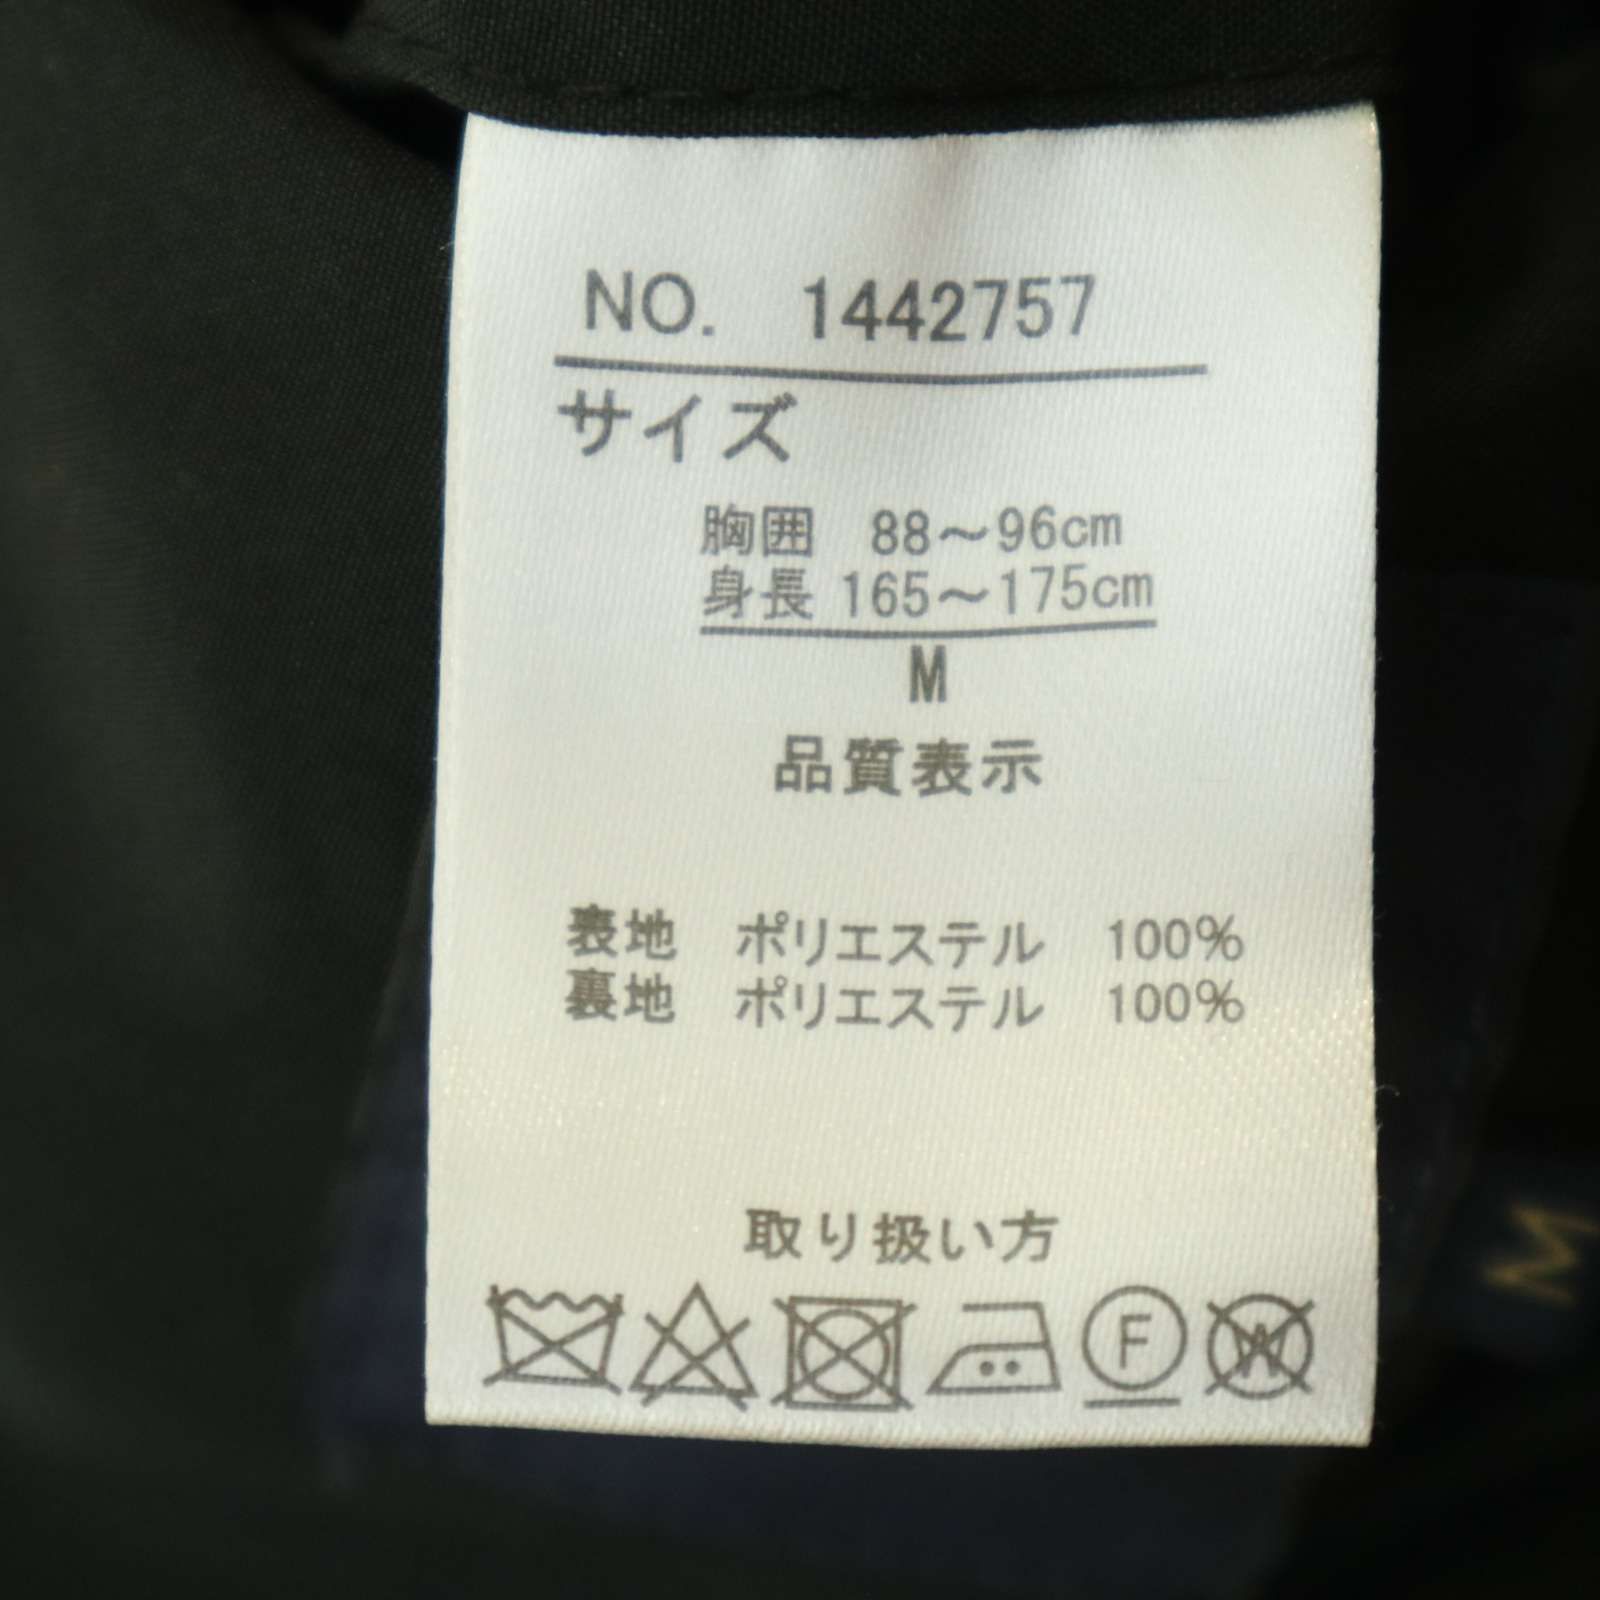 NO. 1442757
サイズ
胸囲 88～96cm
身長 165～175cm
M
品質表示
表地 ポリエステル 100%
裏地 ポリエステル 100%
取り扱い方
F
W
M